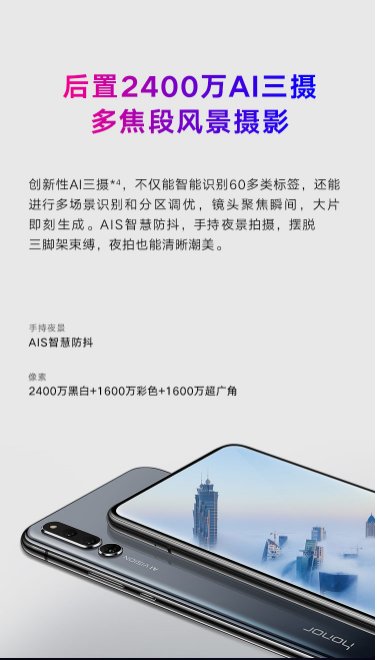 后置2400万AI三摄
多焦段风景摄影
创新性AI三摄*4，不仅能智能识别60多类标签，还能
进行多场景识别和分区调优，镜头聚焦瞬间，大片
即刻生成。AIS智慧防抖，手持夜景拍摄，摆脱
三脚架束缚，夜拍也能清晰潮美。
手持夜景
AIS智慧防抖
像素
2400万黑白+1600万彩色+1600万超广角
AI VISION
honor